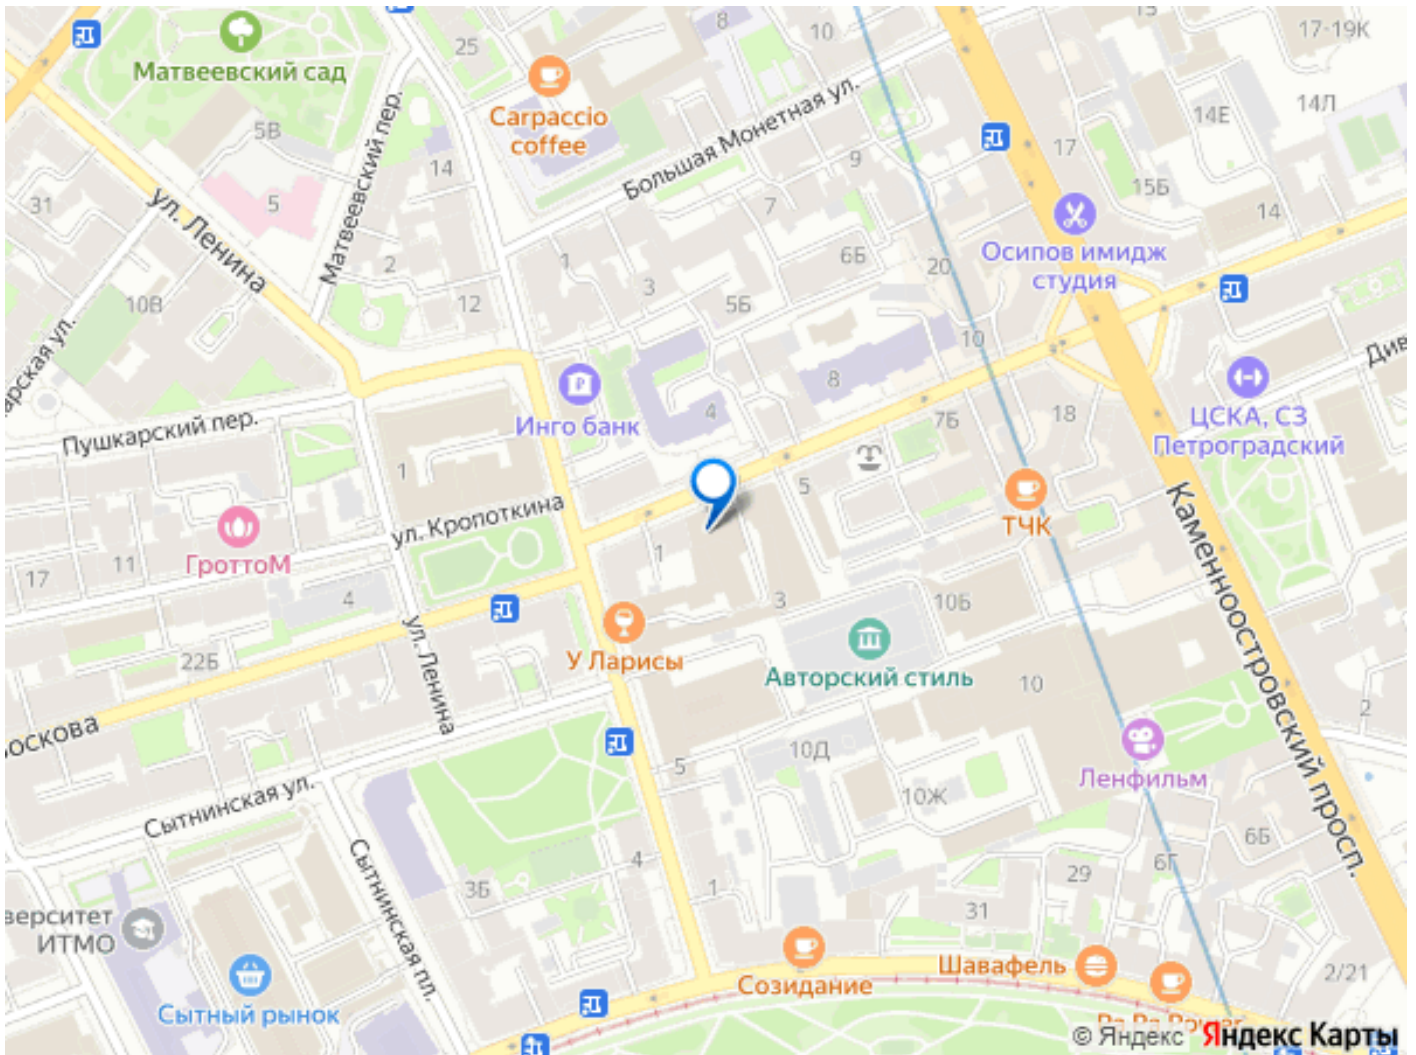 17-19К
8
10
15
25
Матвеевский сад
Carpaccio
coffee
14Л
14Е
5В
Матвеевский пер.
Большая Монетная ул.
17
9
14
15Б
31
5
ул. Ленина
7
14
2
1
6Б
20
Осипов имидж
студия
3
10В
12
5Б
10
8
Инго банк
4
7Б
18
ЦСКА, СЗ
Петроградский
Пушкарский пер.
1
5
ТЧК
Каменноостровский просп.
ул. Кропоткина
ГроттоМ
11
17
1
4
3
10Б
У Ларисы
22Б
ул. Ленина
Авторский стиль
10
2
5
10Д
Ленфильм
Сытнинская ул.
10Ж
6Б
4
3Б
1
29
6Г
Сытнинская пл.
31
ИТМО
Созидание
Шавафель
2/21
Сытный рынок
© Яндекс Яндекс Карты